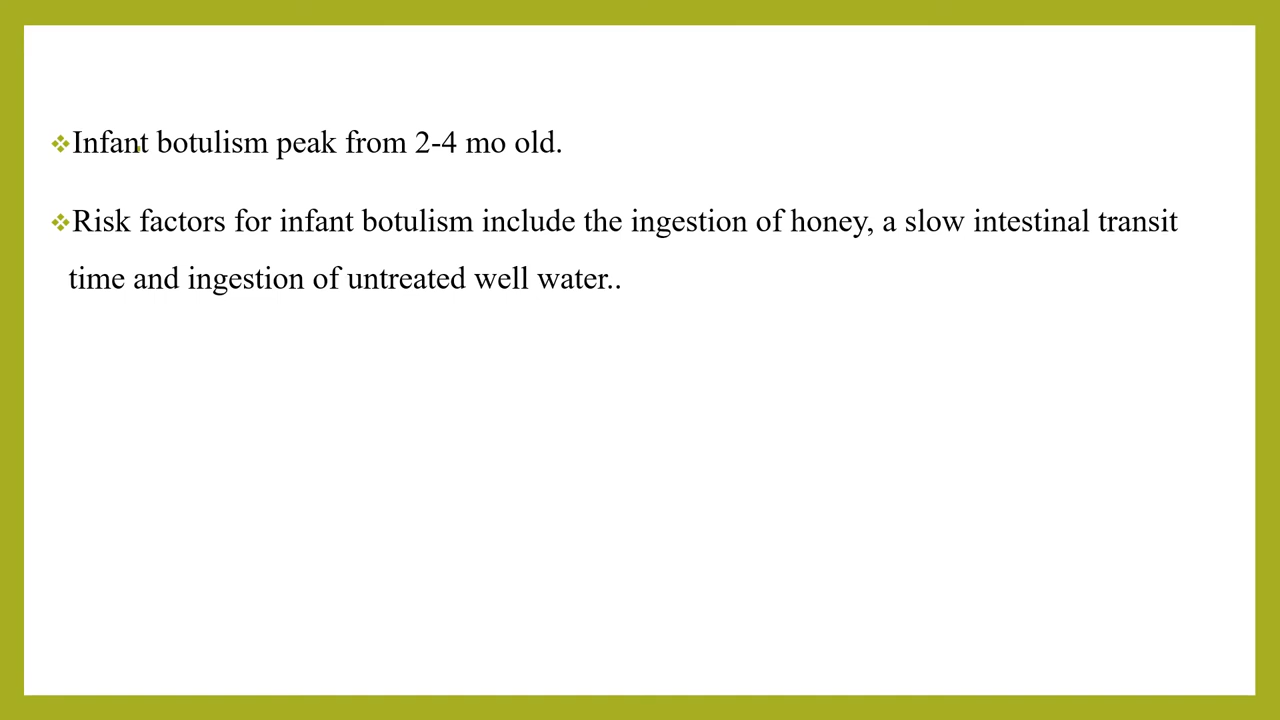 ❖Infant botulism peak from 2-4 mo old.
❖Risk factors for infant botulism include the ingestion of honey, a slow intestinal transit
time and ingestion of untreated well water..